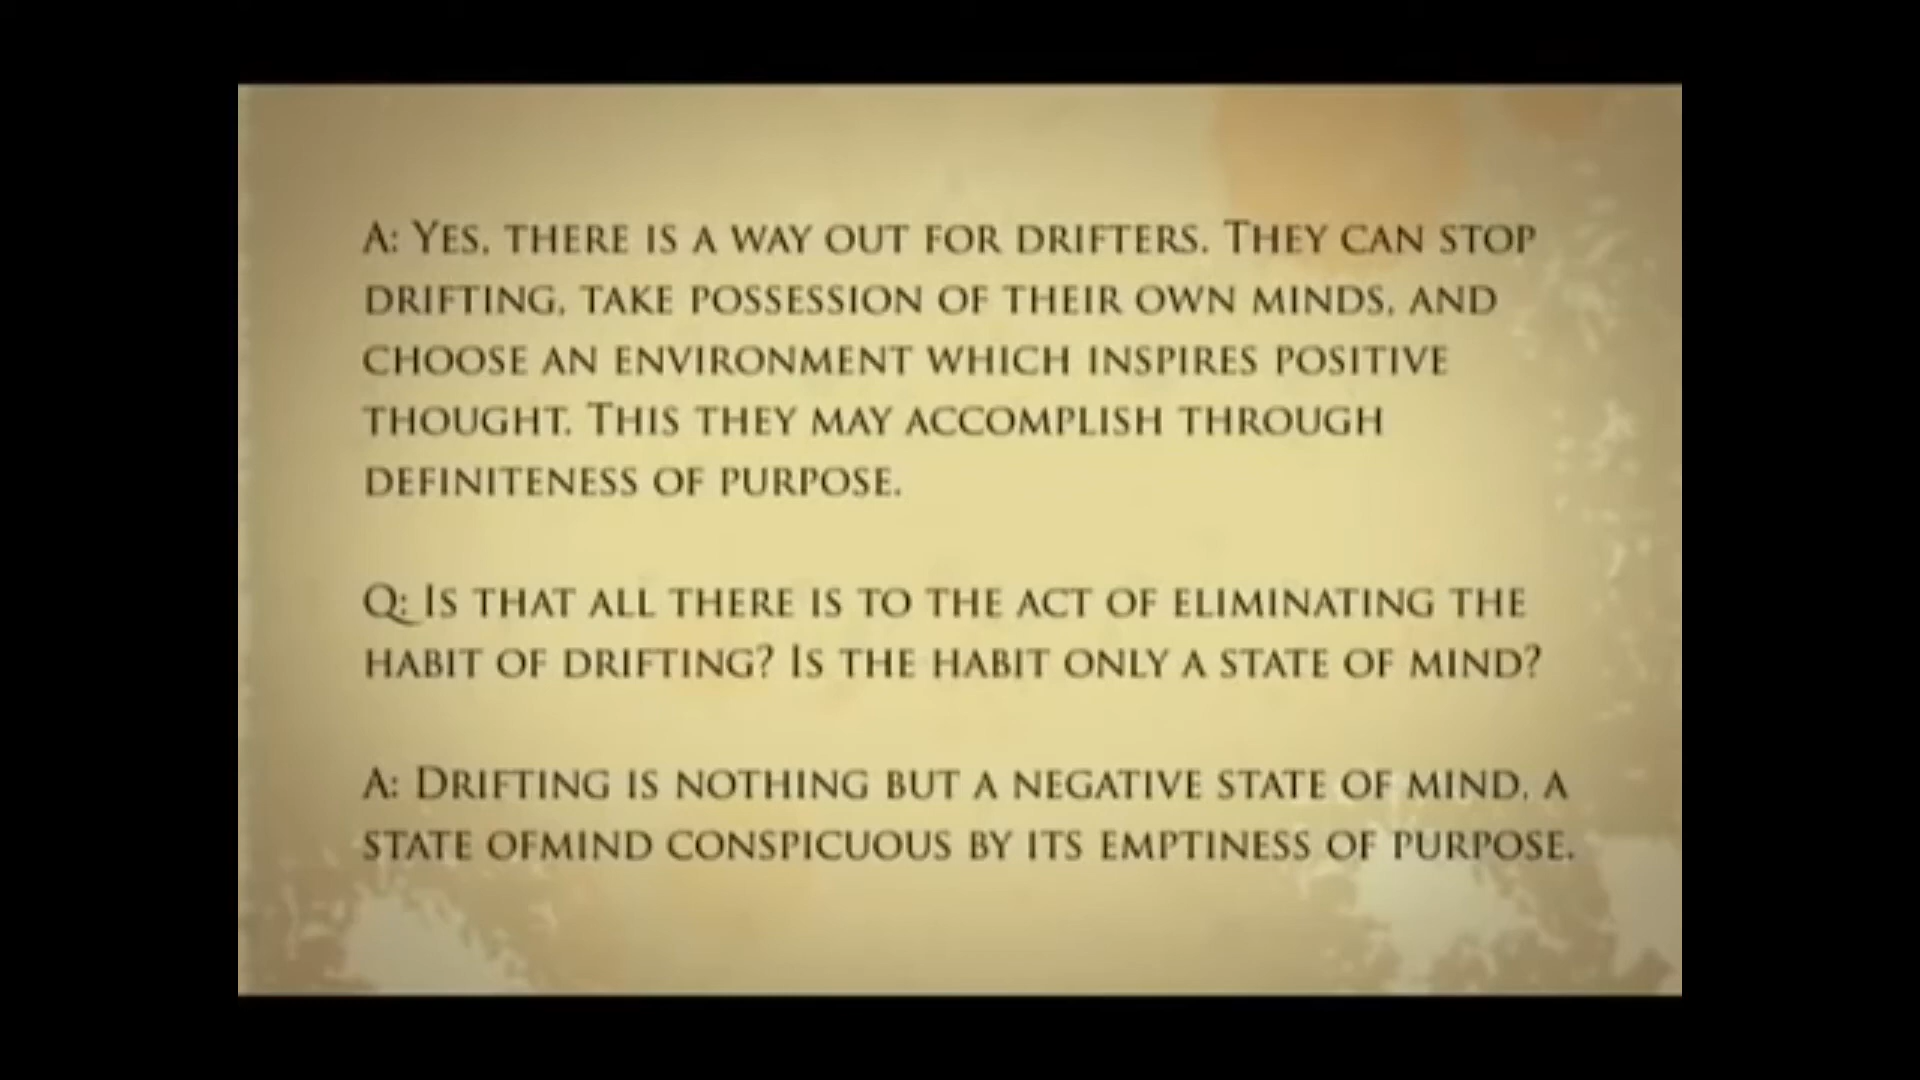 A: Yes, there is a way out for drifters. They can stop
drifting, take possession of their own minds, and
choose an environment which inspires positive
thought. This they may accomplish through
definiteness of purpose.
Q: Is that all there is to the act of eliminating the
habit of drifting? Is the habit only a state of mind?
A: Drifting is nothing but a negative state of mind, a
state ofmind conspicuous by its emptiness of purpose.